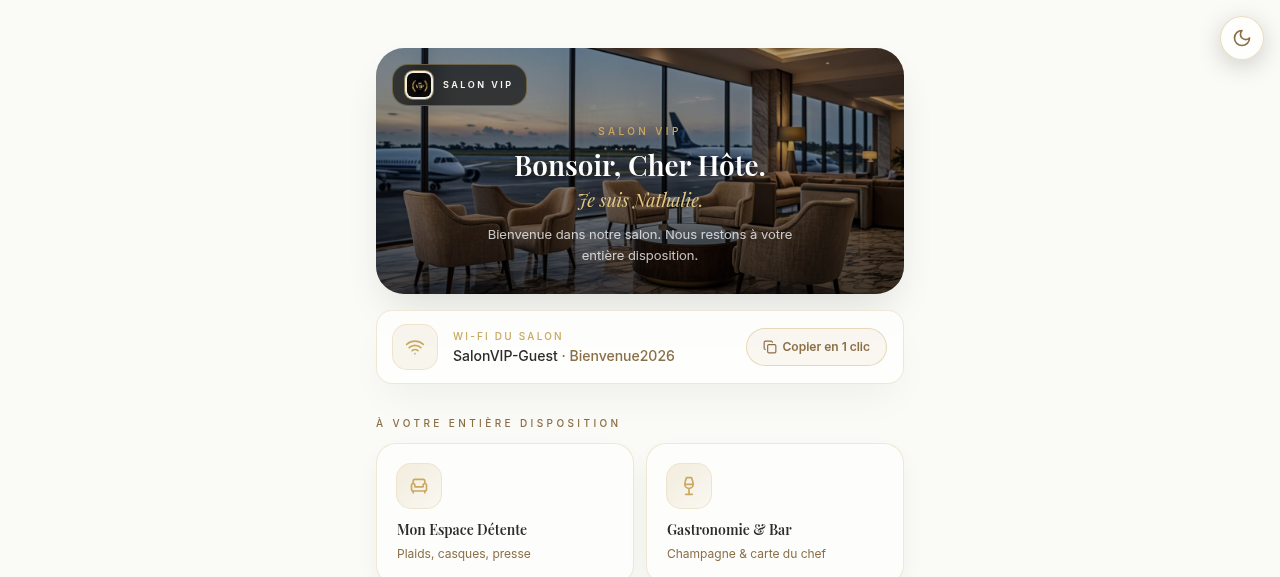 SALON VIP
SALON VIP
Bonsoir, Cher Hôte.
Je suis Nathalie.
Bienvenue dans notre salon. Nous restons à votre
entière disposition.
WI-FI DU SALON
SalonVIP-Guest · Bienvenue2026
Copier en 1 clic
À VOTRE ENTIÈRE DISPOSITION
Mon Espace Détente
Plaids, casques, presse
Gastronomie & Bar
Champagne & carte du chef